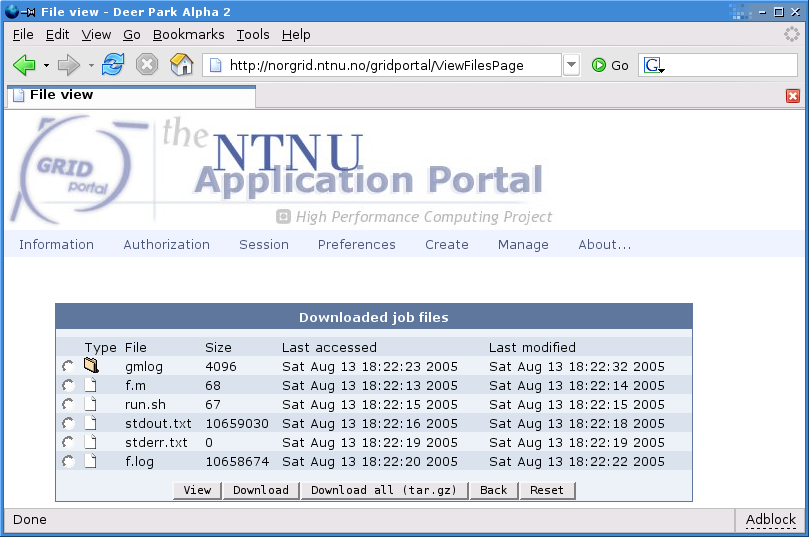 File view - Deer Park Alpha 2
File Edit View Go Bookmarks Tools Help
http://norgrid.ntnu.no/gridportal/ViewFilesPage Go G
File view
GRID portal the NTNU
Application Portal
High Performance Computing Project
Information Authorization Session Preferences Create Manage About...
Downloaded job files
Type File Size Last accessed Last modified
gmlog 4096 Sat Aug 13 18:22:23 2005 Sat Aug 13 18:22:32 2005
f.m 68 Sat Aug 13 18:22:13 2005 Sat Aug 13 18:22:14 2005
run.sh 67 Sat Aug 13 18:22:15 2005 Sat Aug 13 18:22:15 2005
stdout.txt 10659030 Sat Aug 13 18:22:16 2005 Sat Aug 13 18:22:18 2005
stderr.txt 0 Sat Aug 13 18:22:19 2005 Sat Aug 13 18:22:19 2005
f.log 10658674 Sat Aug 13 18:22:20 2005 Sat Aug 13 18:22:22 2005
View Download Download all (tar.gz) Back Reset
Done Adblock